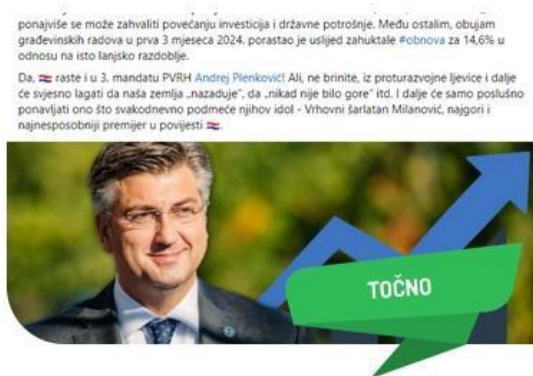 ponajviše se može zahvaliti povećanju investicija i državne potrošnje. Među ostalim, obujam
građevinskih radova u prva 3 mjeseca 2024. porastao je uslijed zahuktale #obnova za 14,6% u
odnosu na isto lanjsko razdoblje.
Da, 🇭🇷 raste i u 3. mandatu PVRH Andrej Plenković! Ali, ne brinite, iz proturazvojne ljevice i dalje
će svjesno lagati da naša zemlja „nazaduje", da „nikad nije bilo gore" itd. I dalje će samo poslušno
ponavljati ono što svakodnevno podmeće njihov idol - Vrhovni šarlatan Milanović, najgori i
najnesposobniji premijer u povijesti 🇭🇷.
TOČNO